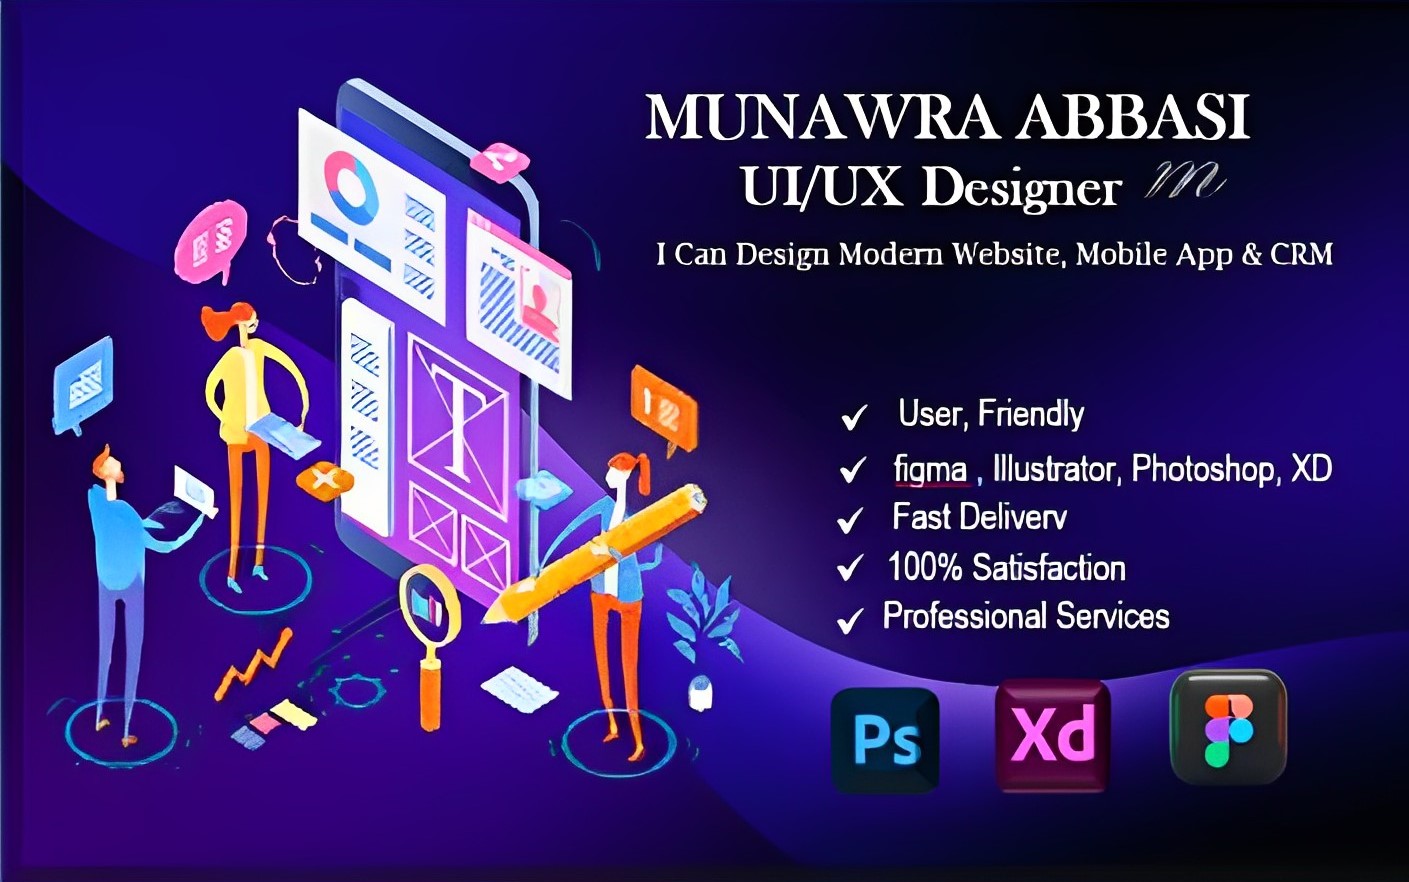 MUNAWRA ABBASI
UI/UX Designer m
I Can Design Modern Website, Mobile App & CRM
T
12
✓ User, Friendly
✓ figma , Illustrator, Photoshop, XD
✓ Fast Deliverv
✓ 100% Satisfaction
✓ Professional Services
Ps Xd